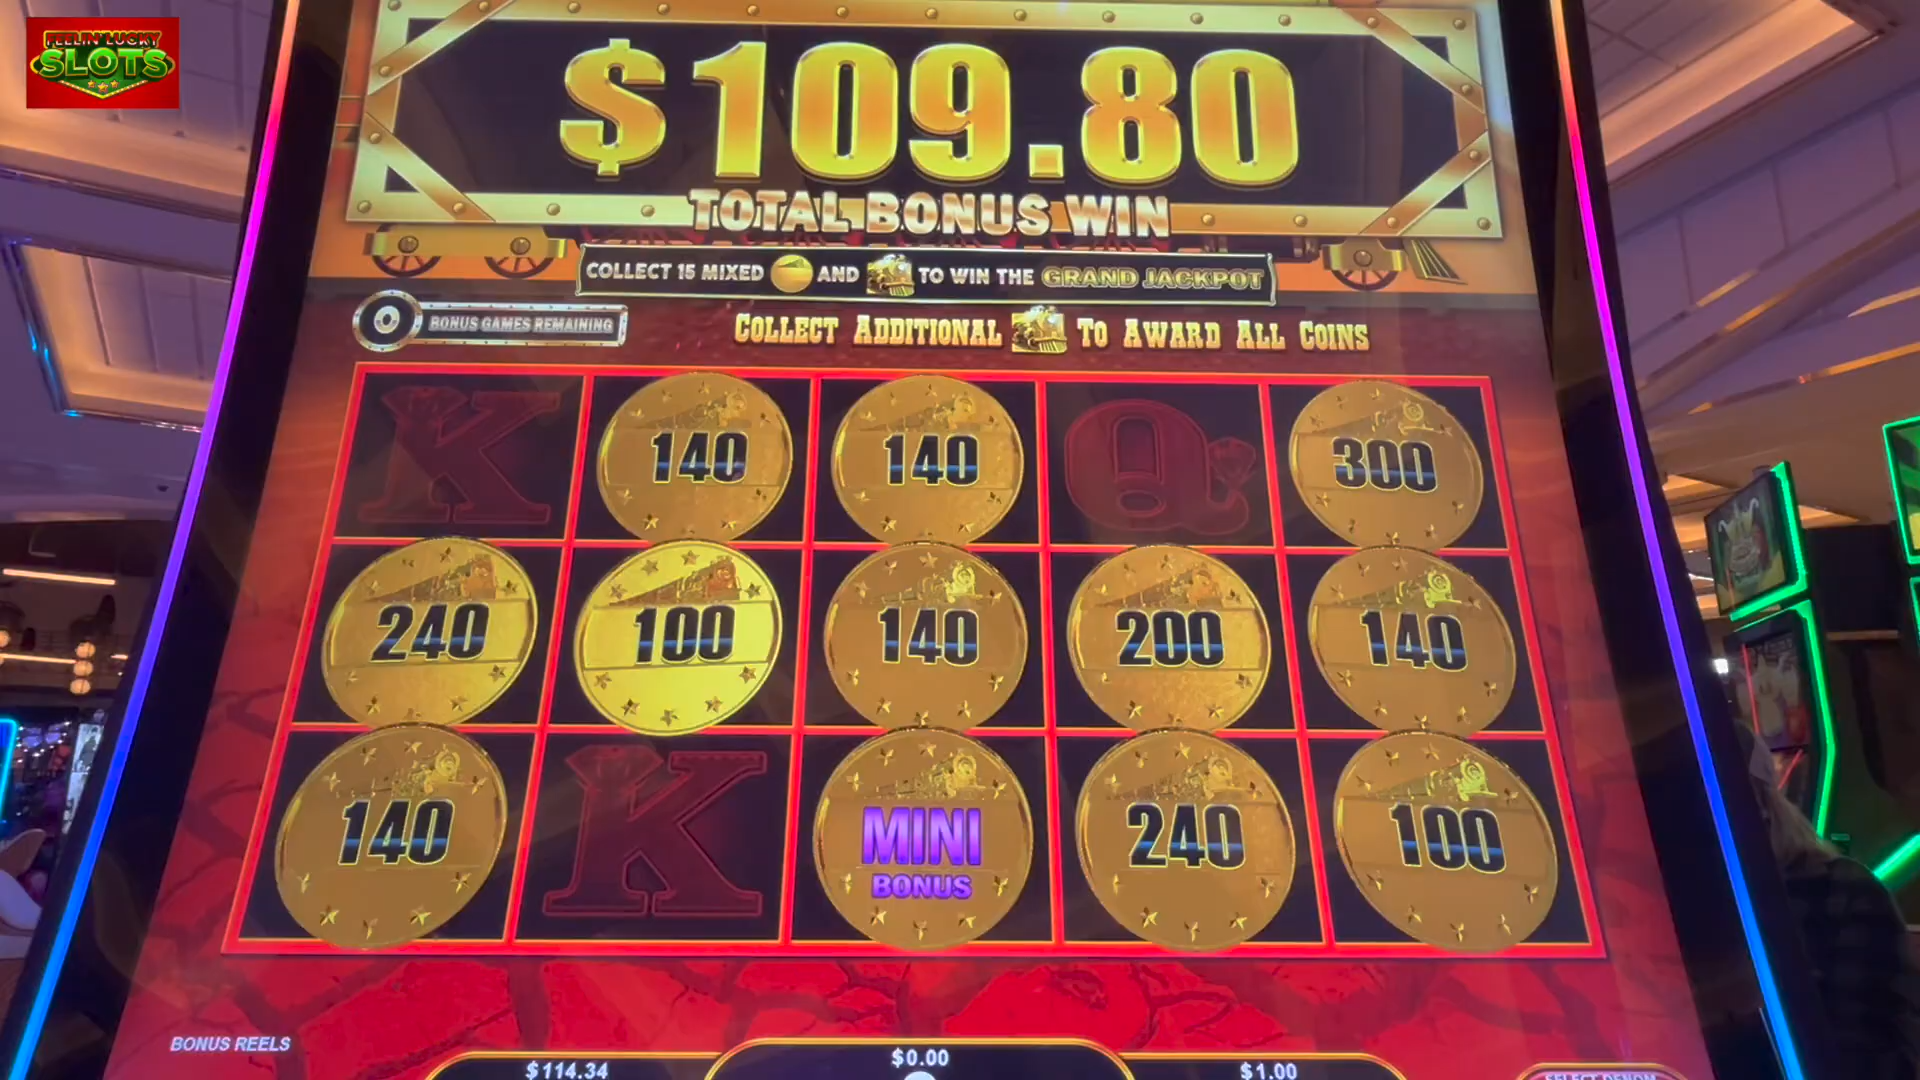 FEELIN' LUCKY
SLOTS
$109.80
TOTAL BONUS WIN
COLLECT 15 MIXED AND TO WIN THE GRAND JACKPOT
0 BONUS GAMES REMAINING
COLLECT ADDITIONAL TO AWARD ALL COINS
K 140 140 Q 300
240 100 140 200 140
140 K MINI BONUS 240 100
BONUS REELS
$114.34 $0.00 $1.00
SELECT DENOM